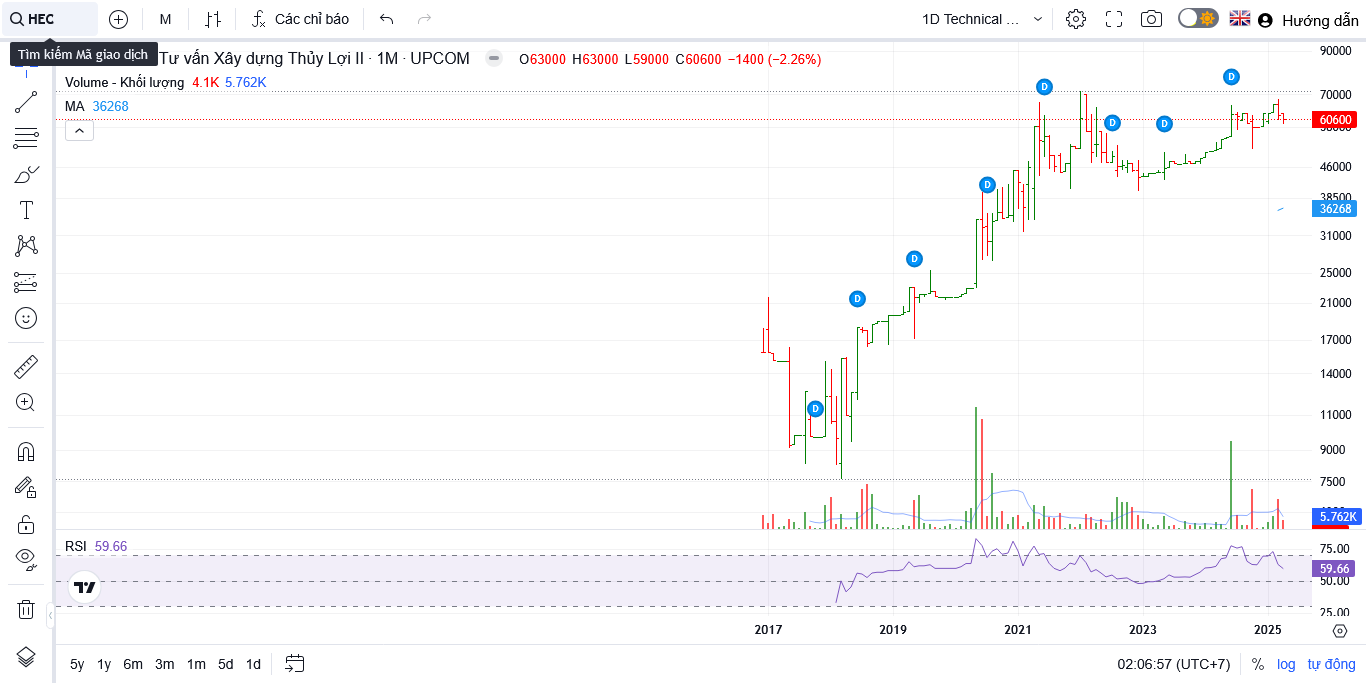 HEC
M
Các chỉ báo
1D Technical ...
Hướng dẫn
Tìm kiếm Mã giao dịch
Tư vấn Xây dựng Thủy Lợi II · 1M · UPCOM
O63000 H63000 L59000 C60600 −1400 (−2.26%)
Volume - Khối lượng 4.1K 5.762K
MA 36268
90000
70000
60600
46000
38500
36268
31000
25000
21000
17000
14000
11000
9000
7500
5.762K
D
D
D
D
D
D
D
D
RSI 59.66
75.00
59.66
50.00
25.00
2017
2019
2021
2023
2025
5y 1y 6m 3m 1m 5d 1d
02:06:57 (UTC+7)
% log tự động